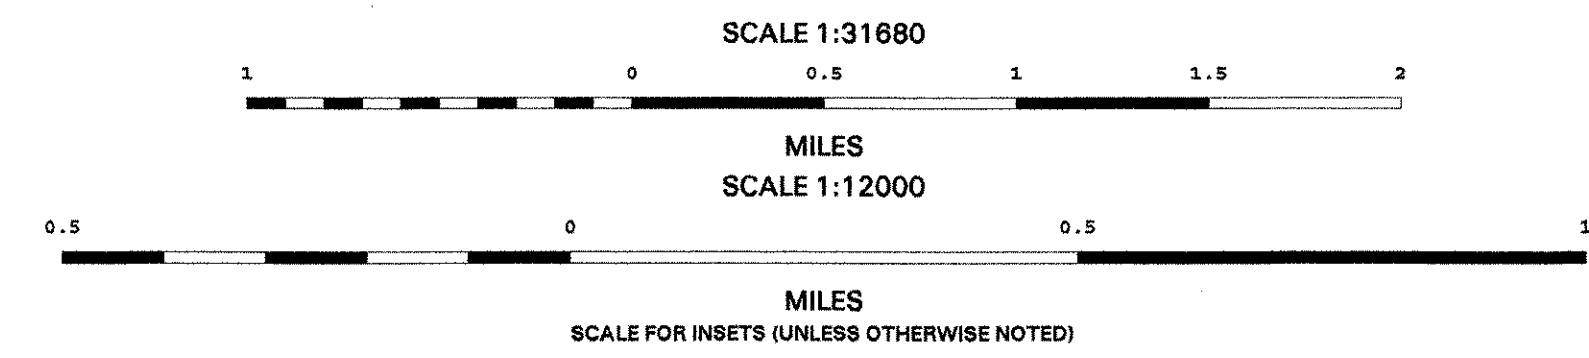 SCALE 1:31680
1 0 0.5 1 1.5 2
MILES
SCALE 1:12000
0.5 0 0.5 1
MILES
SCALE FOR INSETS (UNLESS OTHERWISE NOTED)